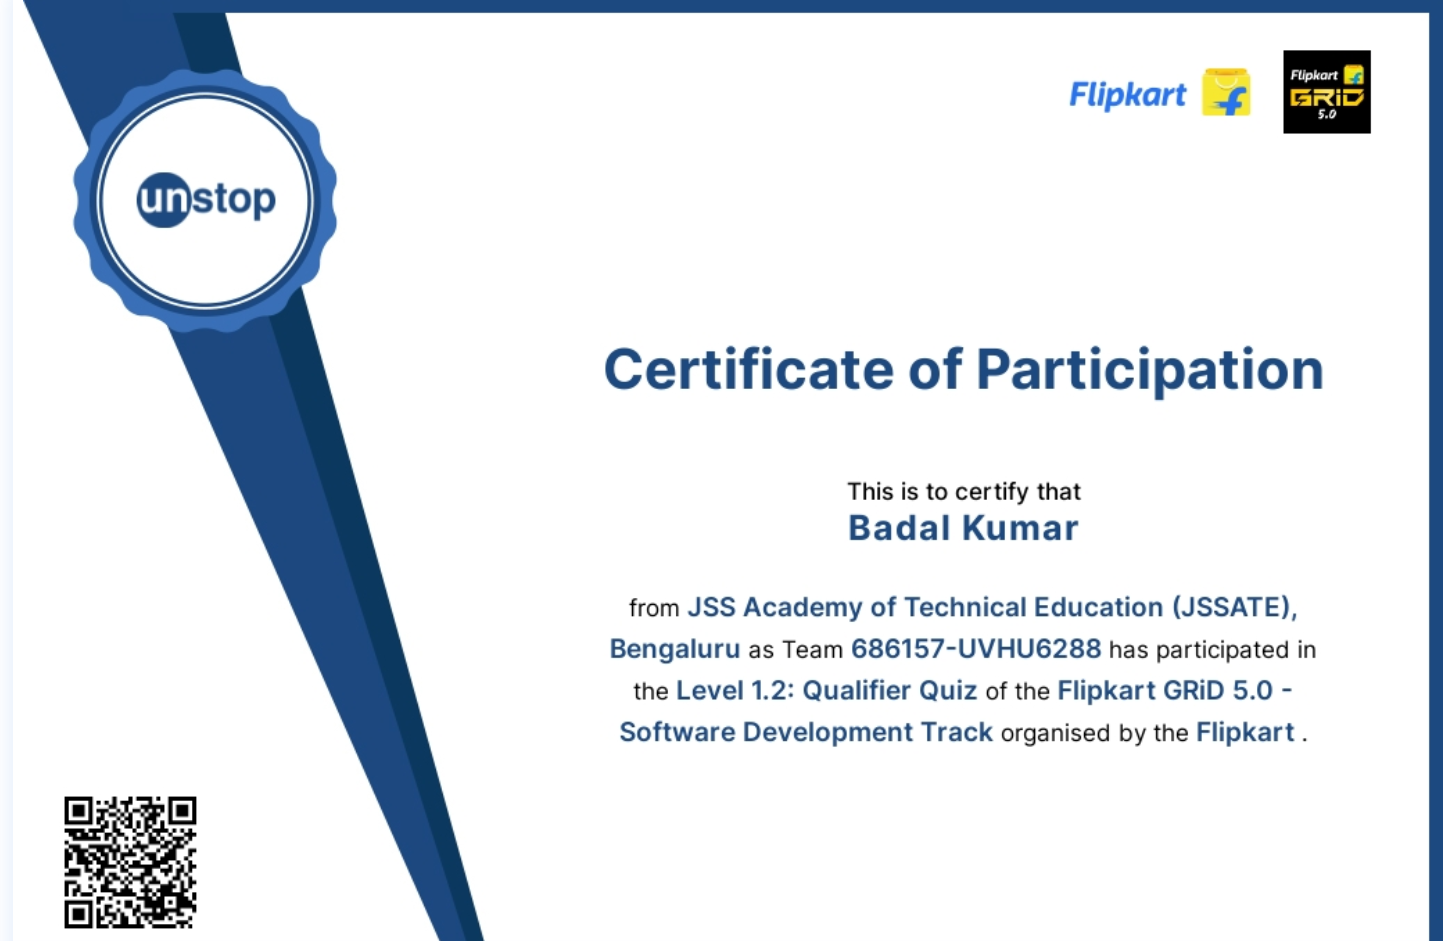 unstop
Flipkart
Flipkart
GRiD
5.0
Certificate of Participation
This is to certify that
Badal Kumar
from JSS Academy of Technical Education (JSSATE),
Bengaluru as Team 686157-UVHU6288 has participated in
the Level 1.2: Qualifier Quiz of the Flipkart GRiD 5.0 -
Software Development Track organised by the Flipkart .